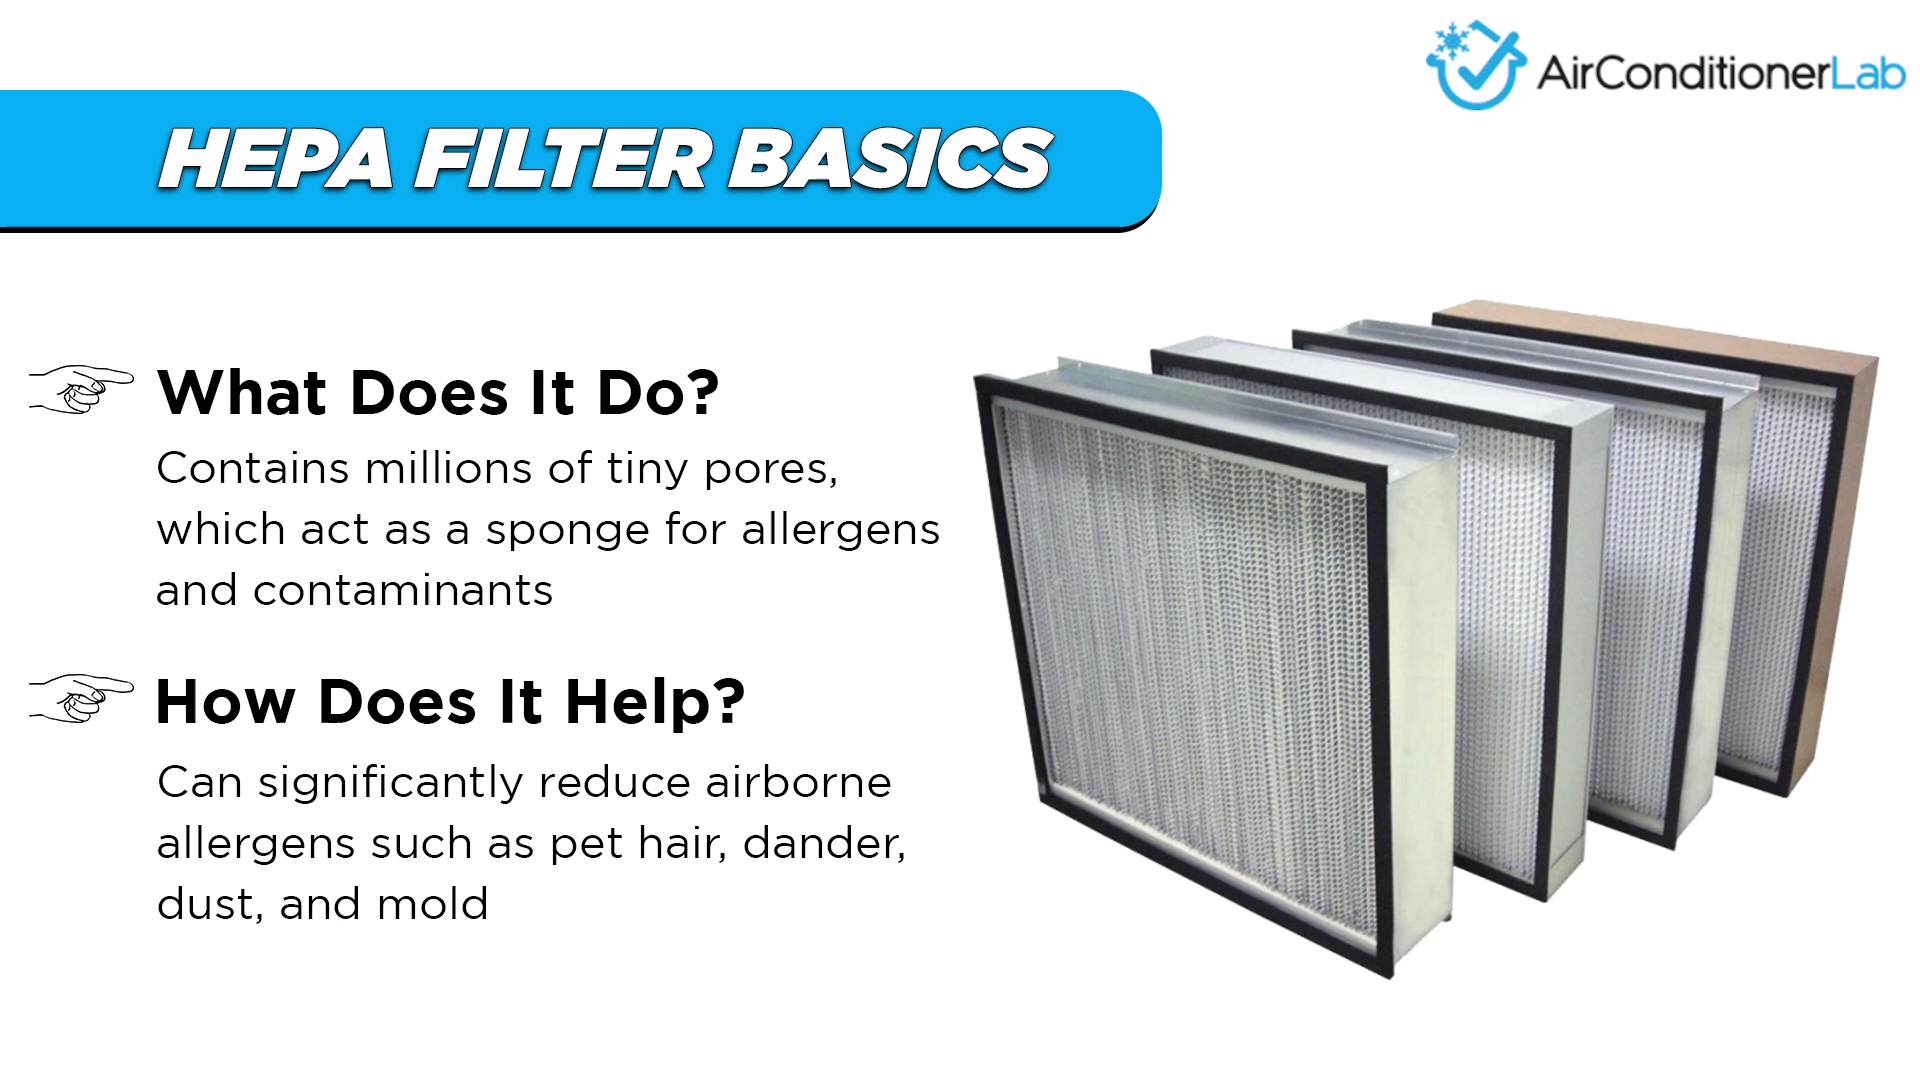 AirConditionerLab
HEPA FILTER BASICS
What Does It Do?
Contains millions of tiny pores,
which act as a sponge for allergens
and contaminants
How Does It Help?
Can significantly reduce airborne
allergens such as pet hair, dander,
dust, and mold